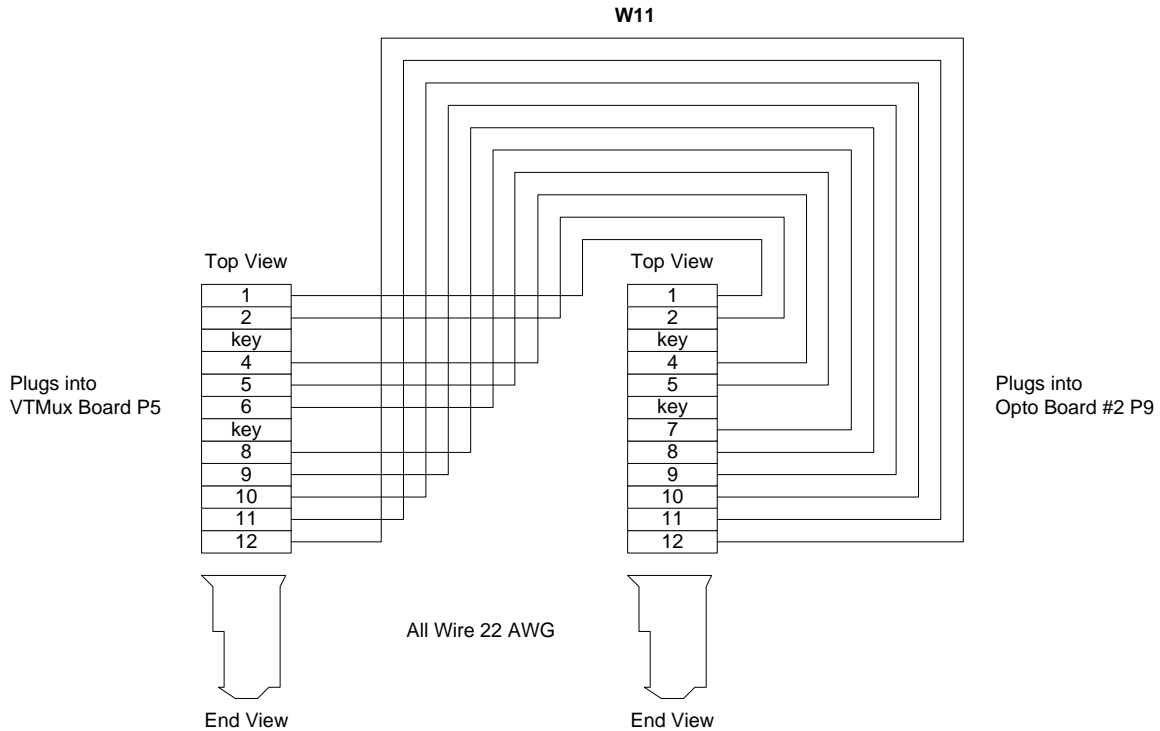 W11
Top View
1
2
key
4
5
6
key
8
9
10
11
12
Plugs into
VTMux Board P5
End View
All Wire 22 AWG
Top View
1
2
key
4
5
key
7
8
9
10
11
12
Plugs into
Opto Board #2 P9
End View